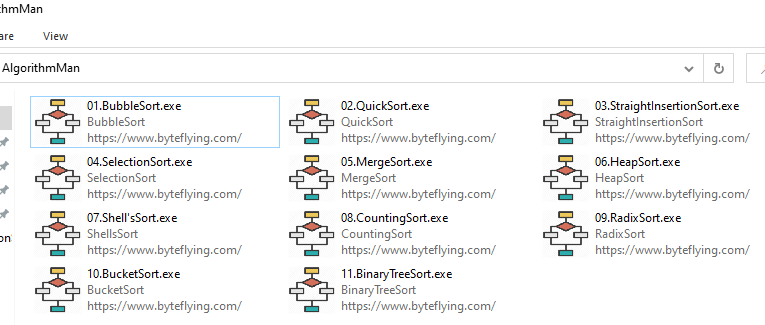 ithmMan
are View
AlgorithmMan
01.BubbleSort.exe
BubbleSort
https://www.byteflying.com/
02.QuickSort.exe
QuickSort
https://www.byteflying.com/
03.StraightInsertionSort.exe
StraightInsertionSort
https://www.byteflying.com/
04.SelectionSort.exe
SelectionSort
https://www.byteflying.com/
05.MergeSort.exe
MergeSort
https://www.byteflying.com/
06.HeapSort.exe
HeapSort
https://www.byteflying.com/
07.Shell'sSort.exe
ShellsSort
https://www.byteflying.com/
08.CountingSort.exe
CountingSort
https://www.byteflying.com/
09.RadixSort.exe
RadixSort
https://www.byteflying.com/
on
10.BucketSort.exe
BucketSort
https://www.byteflying.com/
11.BinaryTreeSort.exe
BinaryTreeSort
https://www.byteflying.com/